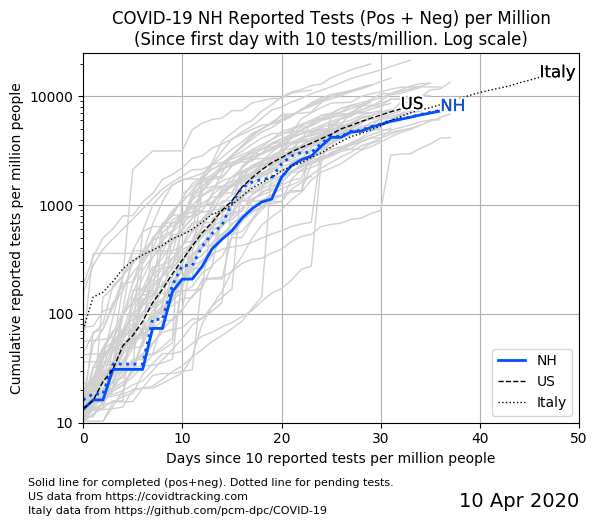 COVID-19 NH Reported Tests (Pos + Neg) per Million
(Since first day with 10 tests/million. Log scale)
Cumulative reported tests per million people
10000
1000
100
10
Italy
US
NH
NH
US
Italy
0
10
20
30
40
50
Days since 10 reported tests per million people
Solid line for completed (pos+neg). Dotted line for pending tests.
US data from https://covidtracking.com
Italy data from https://github.com/pcm-dpc/COVID-19
10 Apr 2020